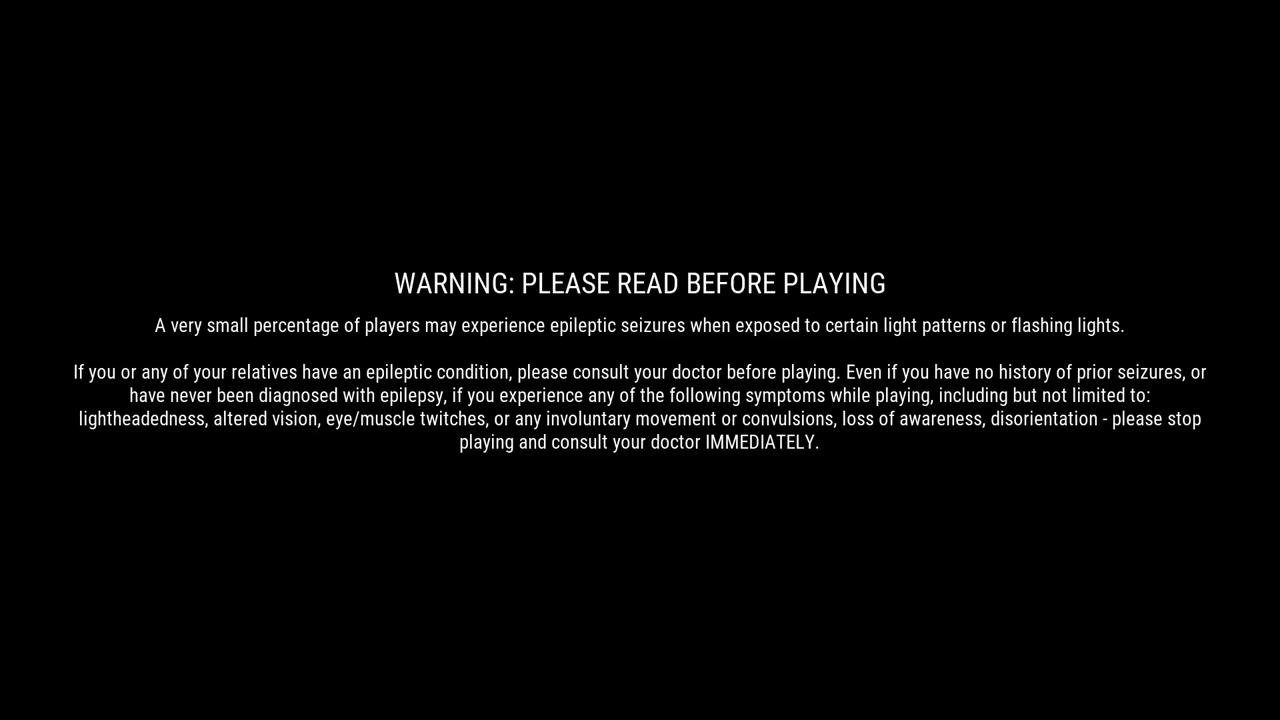 WARNING: PLEASE READ BEFORE PLAYING
A very small percentage of players may experience epileptic seizures when exposed to certain light patterns or flashing lights.
If you or any of your relatives have an epileptic condition, please consult your doctor before playing. Even if you have no history of prior seizures, or
have never been diagnosed with epilepsy, if you experience any of the following symptoms while playing, including but not limited to:
lightheadedness, altered vision, eye/muscle twitches, or any involuntary movement or convulsions, loss of awareness, disorientation - please stop
playing and consult your doctor IMMEDIATELY.